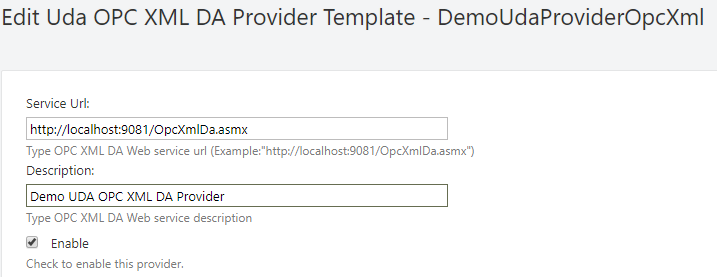 Edit Uda OPC XML DA Provider Template - DemoUdaProviderOpcXml
Service Url:
http://localhost:9081/OpcXmlDa.asmx
Type OPC XML DA Web service url (Example:"http://localhost:9081/OpcXmlDa.asmx")
Description:
Demo UDA OPC XML DA Provider
Type OPC XML DA Web service description
Enable
Check to enable this provider.